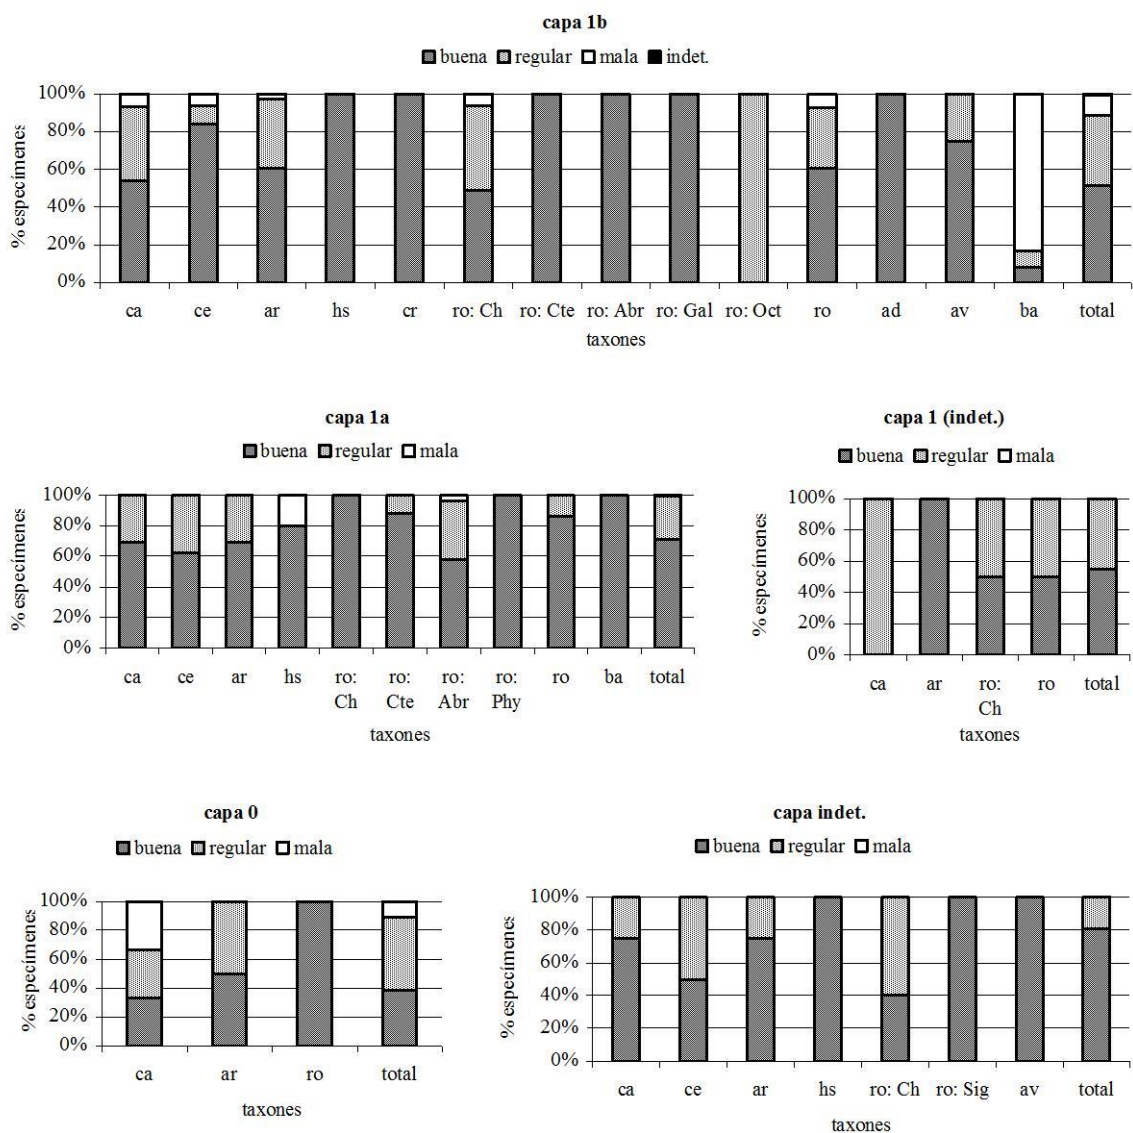 capa 1b
buena regular mala indet.
100%
80%
60%
40%
20%
0%
% especímenes
ca ce ar hs cr ro: Ch ro: Cte ro: Abr ro: Gal ro: Oct ro ad av ba total
taxones
capa 1a
buena regular mala
100%
80%
60%
40%
20%
0%
% especímenes
ca ce ar hs ro: ro: ro: ro: ro ba total
Ch Cte Abr Phy
taxones
capa 1 (indet.)
buena regular mala
100%
80%
60%
40%
20%
0%
% especímenes
ca ar ro: ro total
Ch
taxones
capa 0
buena regular mala
100%
80%
60%
40%
20%
0%
% especímenes
ca ar ro total
taxones
capa indet.
buena regular mala
100%
80%
60%
40%
20%
0%
% especímenes
ca ce ar hs ro: Ch ro: Sig av total
taxones